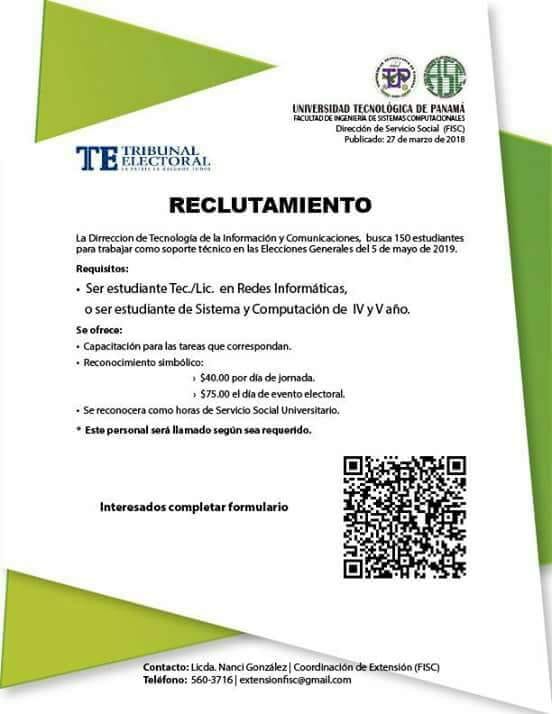 UTP
FISC
UNIVERSIDAD TECNOLÓGICA DE PANAMÁ
FACULTAD DE INGENIERÍA DE SISTEMAS COMPUTACIONALES
Dirección de Servicio Social (FISC)
Publicado: 27 de marzo de 2018
TE TRIBUNAL
ELECTORAL
RECLUTAMIENTO
La Dirreccion de Tecnología de la Información y Comunicaciones, busca 150 estudiantes
para trabajar como soporte técnico en las Elecciones Generales del 5 de mayo de 2019.
Requisitos:
• Ser estudiante Tec./Lic. en Redes Informáticas,
o ser estudiante de Sistema y Computación de IV y V año.
Se ofrece:
• Capacitación para las tareas que correspondan.
• Reconocimiento simbólico:
› $40.00 por día de jornada.
› $75.00 el día de evento electoral.
• Se reconocera como horas de Servicio Social Universitario.
* Este personal será llamado según sea requerido.
Interesados completar formulario
Contacto: Licda. Nanci González | Coordinación de Extensión (FISC)
Teléfono: 560-3716 | extensionfisc@gmail.com